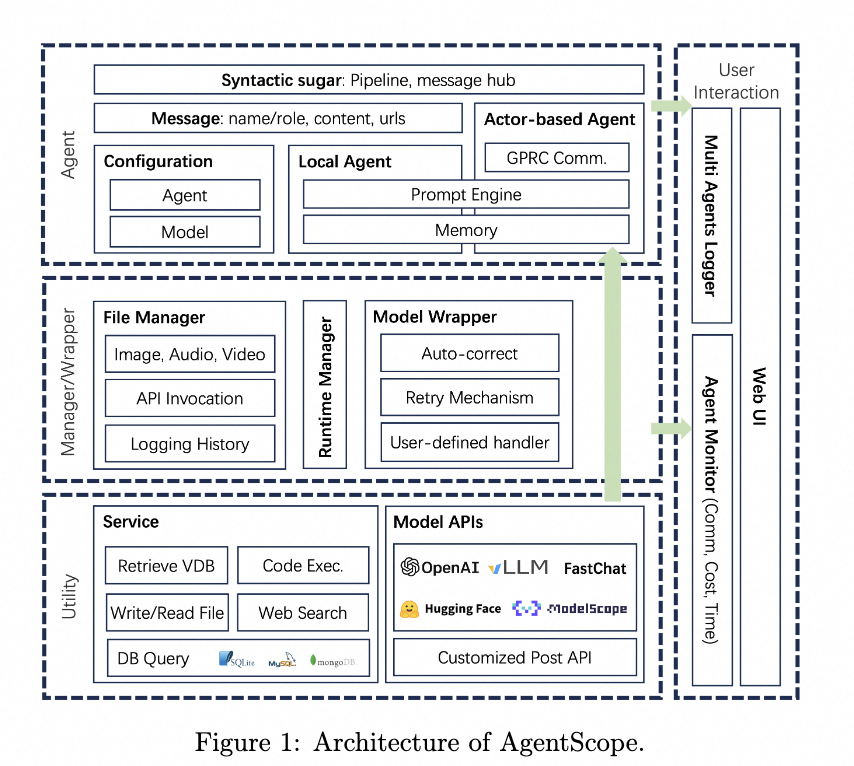 User
Interaction
Agent
Syntactic sugar: Pipeline, message hub
Message: name/role, content, urls
Actor-based Agent
GPRC Comm.
Configuration
Agent
Model
Local Agent
Prompt Engine
Memory
Manager/Wrapper
File Manager
Image, Audio, Video
API Invocation
Logging History
Runtime Manager
Model Wrapper
Auto-correct
Retry Mechanism
User-defined handler
Utility
Service
Retrieve VDB
Code Exec.
Write/Read File
Web Search
DB Query
SQLite
MySQL
mongoDB
Model APIs
OpenAI
vLLM
FastChat
Hugging Face
ModelScope
Customized Post API
Multi Agents Logger
Agent Monitor (Comm, Cost, Time)
Web UI
Figure 1: Architecture of AgentScope.